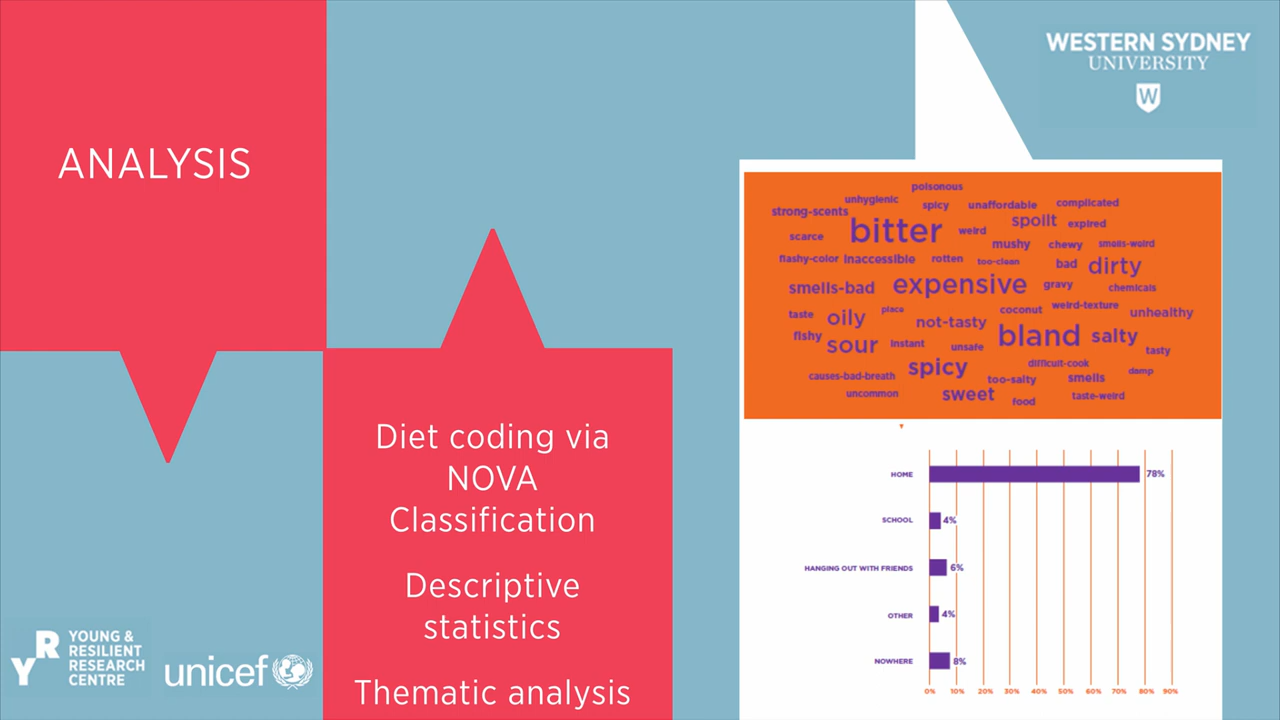 ANALYSIS
WESTERN SYDNEY
UNIVERSITY
W
poisonous
unhygienic
spicy
unaffordable
complicated
strong-scents
bitter
weird
spoilt
expired
scarce
mushy
chewy
smells-weird
flashy-color
inaccessible
rotten
too-clean
bad
dirty
smells-bad
expensive
gravy
chemicals
taste
oily
place
not-tasty
coconut
weird-texture
unhealthy
fishy
sour
instant
unsafe
bland
salty
tasty
causes-bad-breath
spicy
difficult-cook
too-salty
smells
damp
uncommon
sweet
food
taste-weird
Diet coding via
NOVA
Classification
Descriptive
statistics
Thematic analysis
HOME 78%
SCHOOL 4%
HANGING OUT WITH FRIENDS 6%
OTHER 4%
NOWHERE 8%
0% 10% 20% 30% 40% 50% 60% 70% 80% 90%
YR
YOUNG &
RESILIENT
RESEARCH
CENTRE
unicef